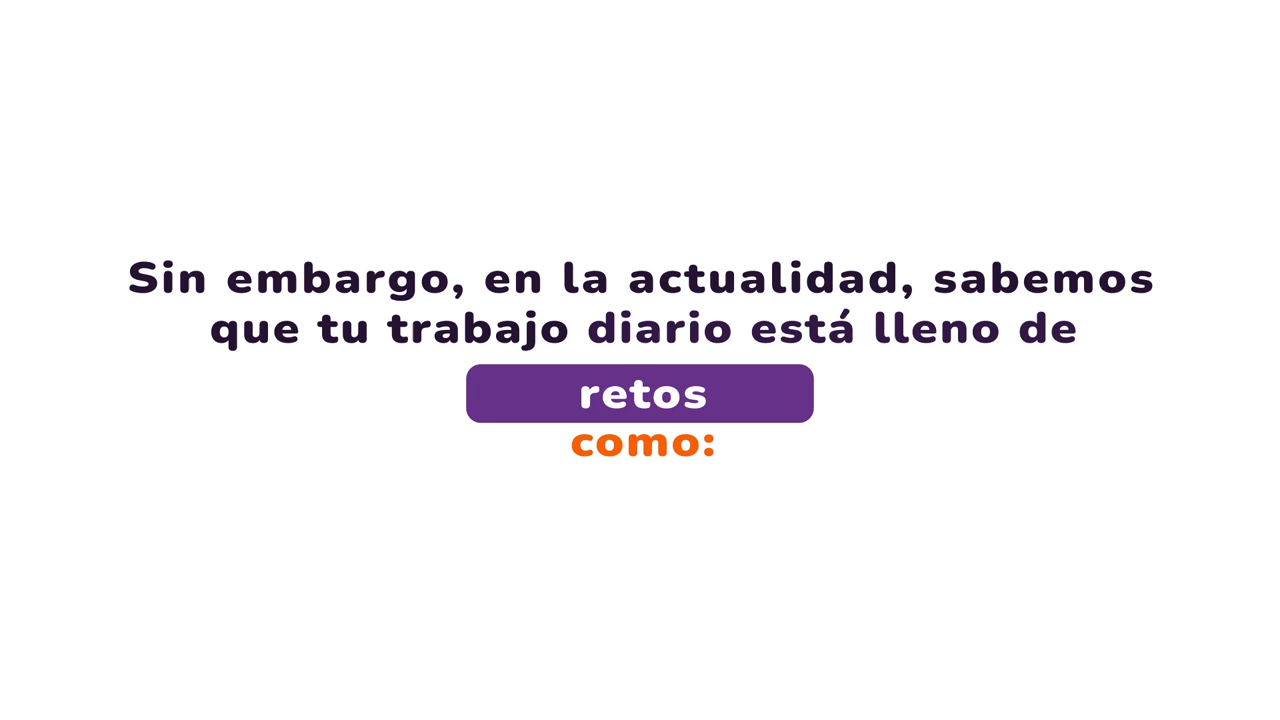 Sin embargo, en la actualidad, sabemos
que tu trabajo diario está lleno de
retos
como: